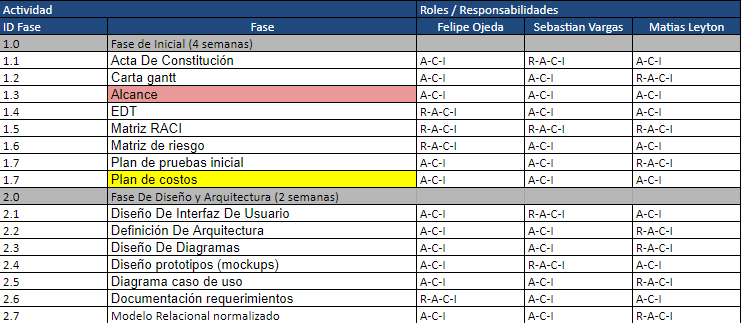 Actividad Roles / Responsabilidades
ID Fase Fase Felipe Ojeda Sebastian Vargas Matias Leyton
1.0 Fase de Inicial (4 semanas)
1.1 Acta De Constitución A-C-I R-A-C-I A-C-I
1.2 Carta gantt A-C-I A-C-I R-A-C-I
1.3 Alcance A-C-I A-C-I A-C-I
1.4 EDT R-A-C-I A-C-I A-C-I
1.5 Matriz RACI R-A-C-I R-A-C-I R-A-C-I
1.6 Matriz de riesgo R-A-C-I A-C-I A-C-I
1.7 Plan de pruebas inicial A-C-I A-C-I R-A-C-I
1.7 Plan de costos A-C-I A-C-I R-A-C-I
2.0 Fase De Diseño y Arquitectura (2 semanas)
2.1 Diseño De Interfaz De Usuario A-C-I R-A-C-I A-C-I
2.2 Definición De Arquitectura A-C-I A-C-I R-A-C-I
2.3 Diseño De Diagramas A-C-I A-C-I R-A-C-I
2.4 Diseño prototipos (mockups) A-C-I R-A-C-I A-C-I
2.5 Diagrama caso de uso A-C-I A-C-I R-A-C-I
2.6 Documentación requerimientos R-A-C-I A-C-I A-C-I
2.7 Modelo Relacional normalizado A-C-I A-C-I R-A-C-I